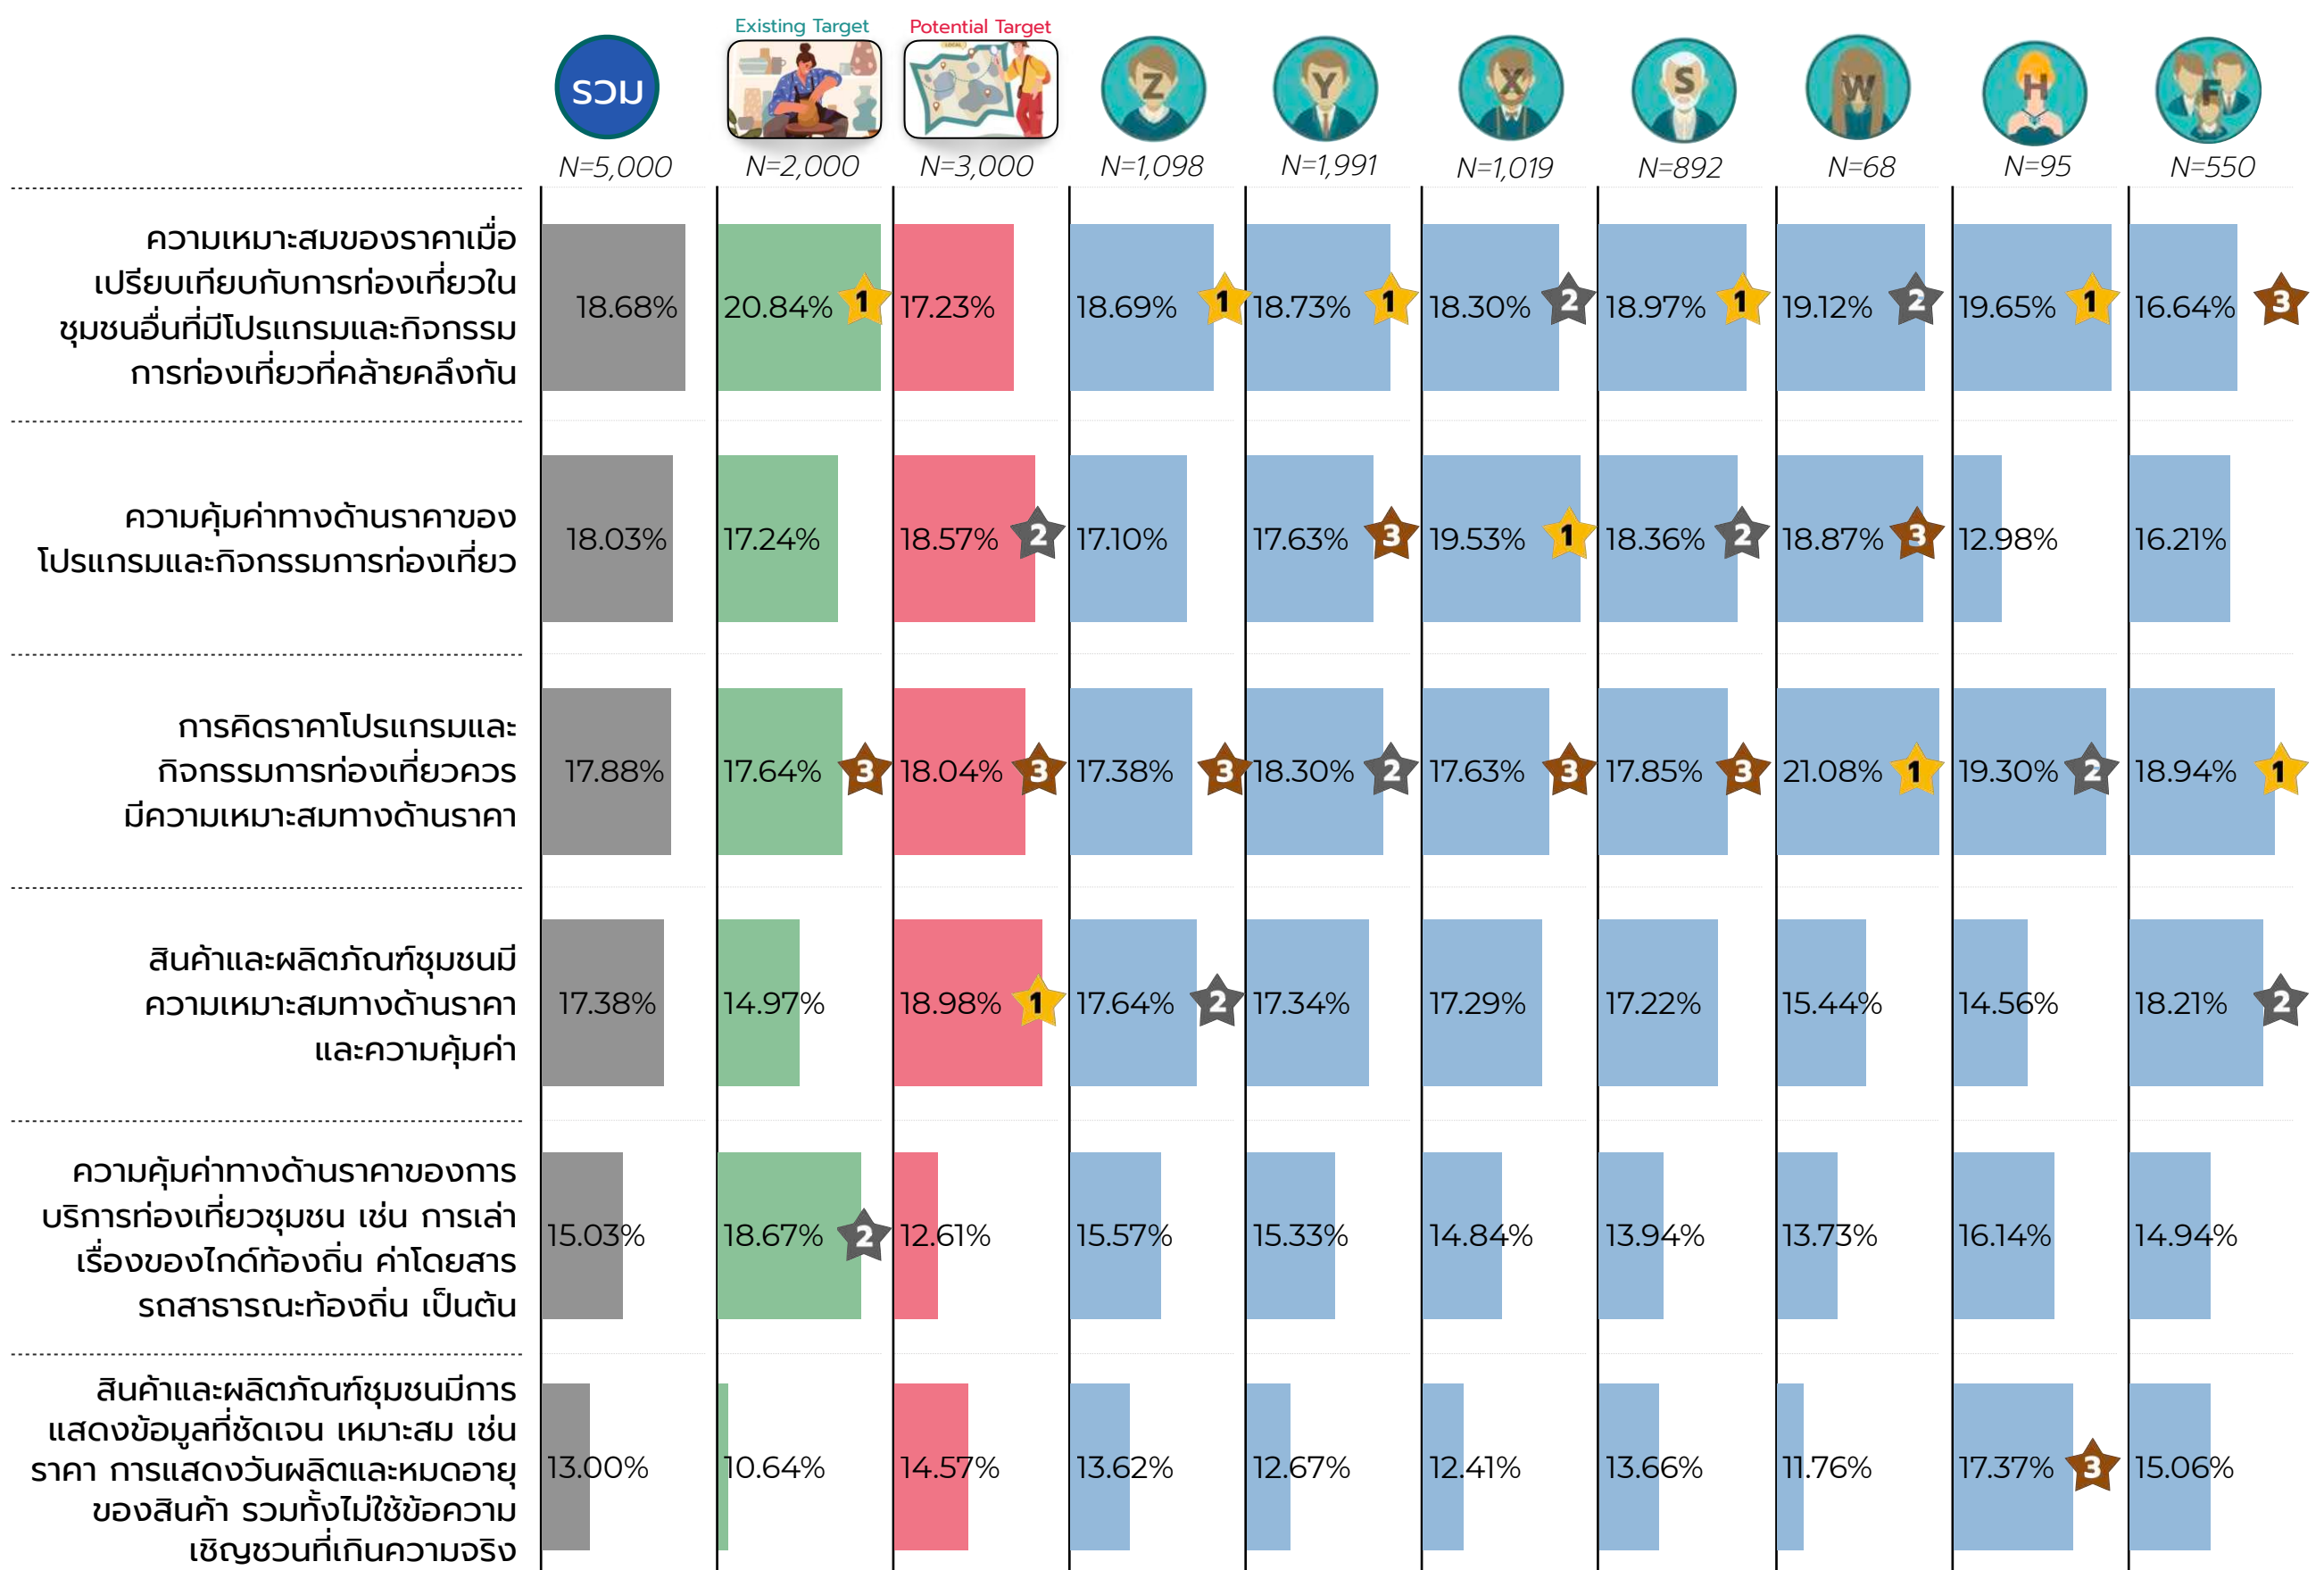 Existing Target
Potential Target
LOCAL
รวม
Z
Y
X
S
W
H
F
N=5,000
N=2,000
N=3,000
N=1,098
N=1,991
N=1,019
N=892
N=68
N=95
N=550
ความเหมาะสมของราคาเมื่อ
เปรียบเทียบกับการท่องเที่ยวใน
ชุมชนอื่นที่มีโปรแกรมและกิจกรรม
การท่องเที่ยวที่คล้ายคลึงกัน
18.68%
20.84% 1
17.23%
18.69% 1
18.73% 1
18.30% 2
18.97% 1
19.12% 2
19.65% 1
16.64% 3
ความคุ้มค่าทางด้านราคาของ
โปรแกรมและกิจกรรมการท่องเที่ยว
18.03%
17.24%
18.57% 2
17.10%
17.63% 3
19.53% 1
18.36% 2
18.87% 3
12.98%
16.21%
การคิดราคาโปรแกรมและ
กิจกรรมการท่องเที่ยวควร
มีความเหมาะสมทางด้านราคา
17.88%
17.64% 3
18.04% 3
17.38% 3
18.30% 2
17.63% 3
17.85% 3
21.08% 1
19.30% 2
18.94% 1
สินค้าและผลิตภัณฑ์ชุมชนมี
ความเหมาะสมทางด้านราคา
และความคุ้มค่า
17.38%
14.97%
18.98% 1
17.64% 2
17.34%
17.29%
17.22%
15.44%
14.56%
18.21% 2
ความคุ้มค่าทางด้านราคาของการ
บริการท่องเที่ยวชุมชน เช่น การเล่า
เรื่องของไกด์ท้องถิ่น ค่าโดยสาร
รถสาธารณะท้องถิ่น เป็นต้น
15.03%
18.67% 2
12.61%
15.57%
15.33%
14.84%
13.94%
13.73%
16.14%
14.94%
สินค้าและผลิตภัณฑ์ชุมชนมีการ
แสดงข้อมูลที่ชัดเจน เหมาะสม เช่น
ราคา การแสดงวันผลิตและหมดอายุ
ของสินค้า รวมทั้งไม่ใช้ข้อความ
เชิญชวนที่เกินความจริง
13.00%
10.64%
14.57%
13.62%
12.67%
12.41%
13.66%
11.76%
17.37% 3
15.06%